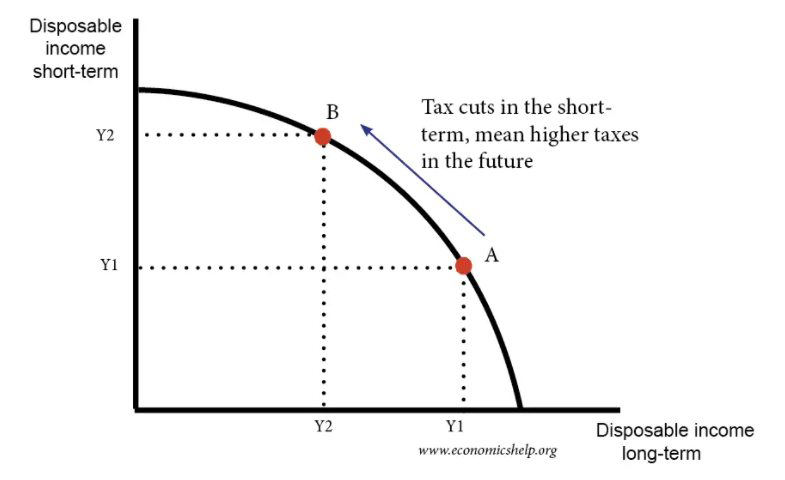 Disposable
income
short-term
B
Tax cuts in the short-
term, mean higher taxes
in the future
Y2
A
Y1
Y2
Y1
Disposable income
long-term
www.economicshelp.org